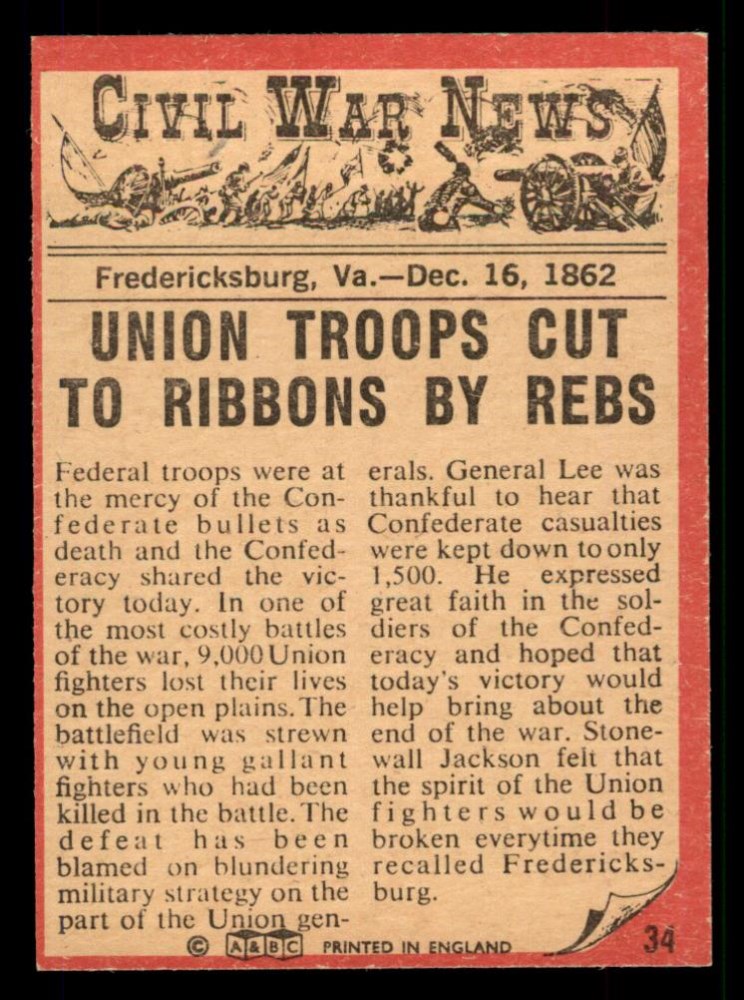 CIVIL WAR NEWS
Fredericksburg, Va.—Dec. 16, 1862
UNION TROOPS CUT
TO RIBBONS BY REBS
Federal troops were at
the mercy of the Con-
federate bullets as
death and the Confed-
eracy shared the vic-
tory today. In one of
the most costly battles
of the war, 9,000 Union
fighters lost their lives
on the open plains. The
battlefield was strewn
with young gallant
fighters who had been
killed in the battle. The
defeat has been
blamed on blundering
military strategy on the
part of the Union gen-
erals. General Lee was
thankful to hear that
Confederate casualties
were kept down to only
1,500. He expressed
great faith in the sol-
diers of the Confed-
eracy and hoped that
today's victory would
help bring about the
end of the war. Stone-
wall Jackson felt that
the spirit of the Union
fighters would be
broken everytime they
recalled Fredericks-
burg.
© A&BC PRINTED IN ENGLAND
34